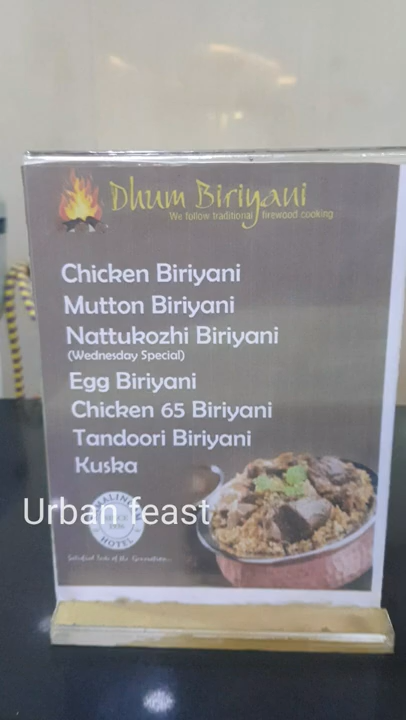 Dhum Biriyani
We follow traditional firewood cooking
Chicken Biriyani
Mutton Biriyani
Nattukozhi Biriyani
(Wednesday Special)
Egg Biriyani
Chicken 65 Biriyani
Tandoori Biriyani
Kuska
Urban feast
HOTEL